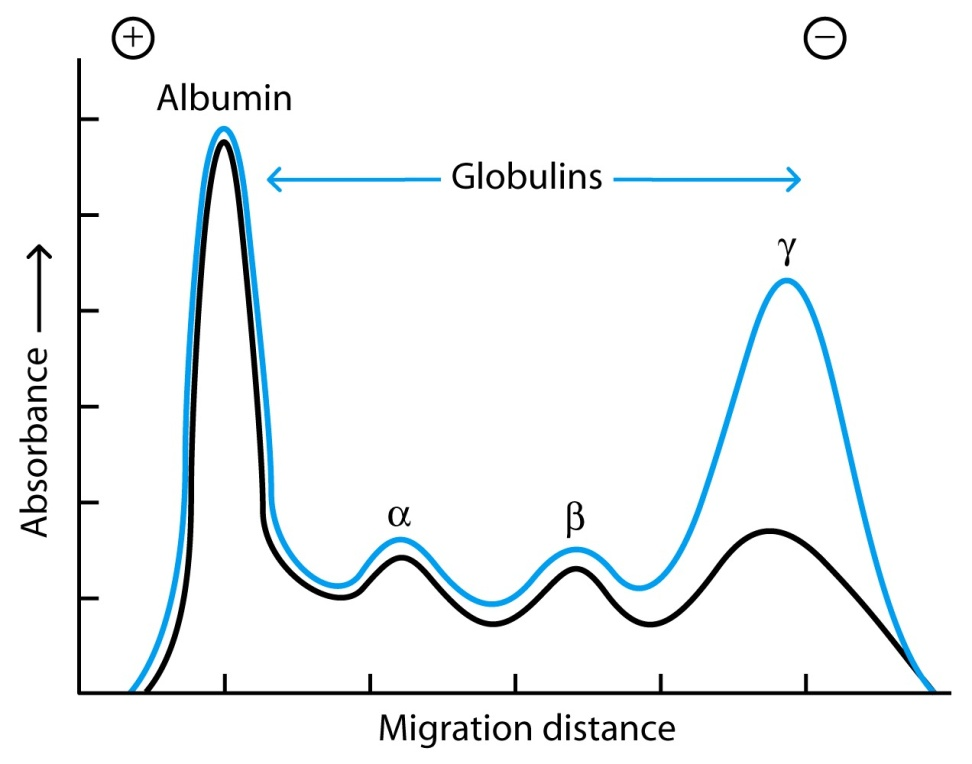 ⊕ ⊖
Albumin
Globulins
γ
α
β
Absorbance →
Migration distance